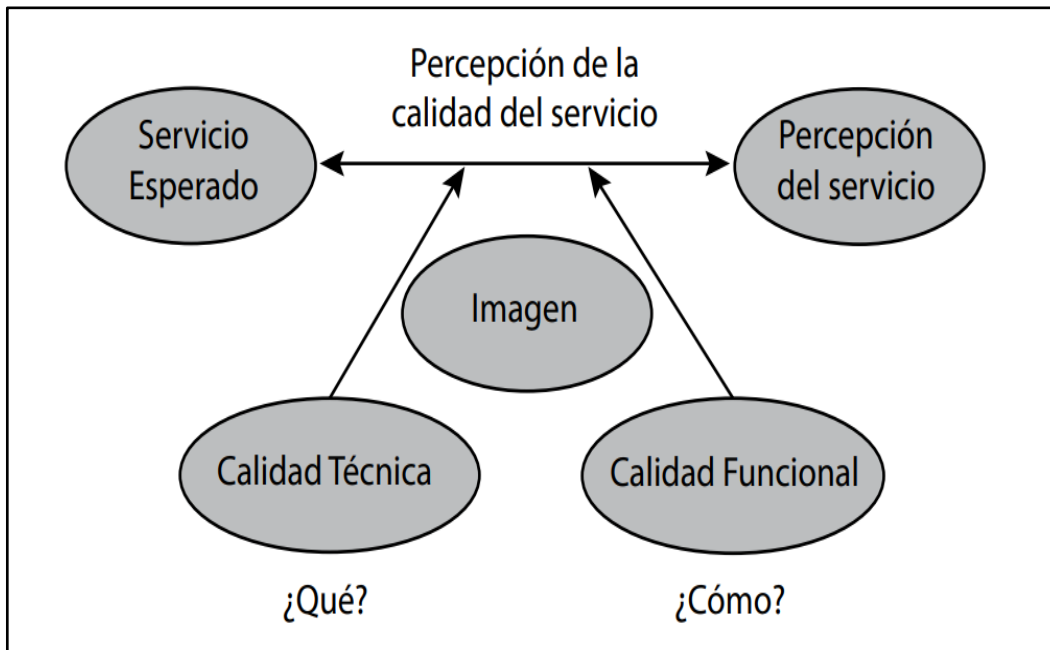 Percepción de la
calidad del servicio
Servicio
Esperado
Percepción
del servicio
Imagen
Calidad Técnica
Calidad Funcional
¿Qué?
¿Cómo?